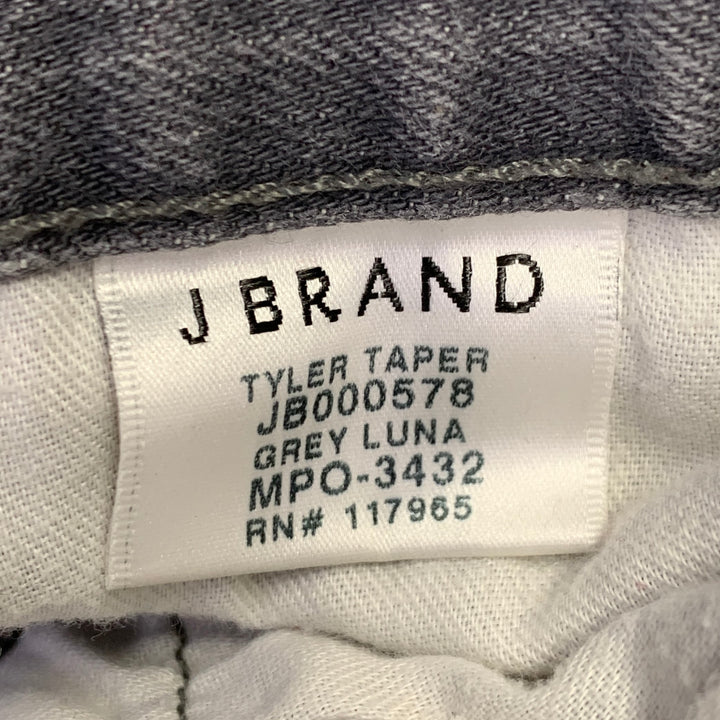 J BRAND
TYLER TAPER
JB000578
GREY LUNA
MPO-3432
RN# 117965